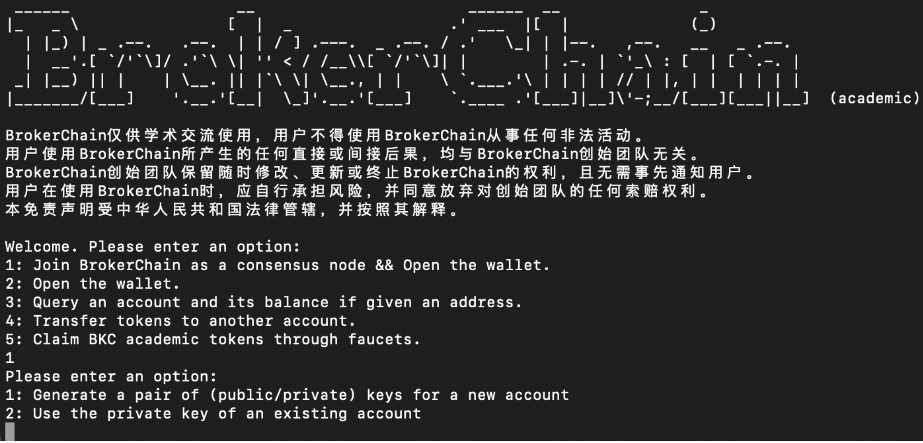 BrokerChain (academic)
BrokerChain仅供学术交流使用，用户不得使用BrokerChain从事任何非法活动。
用户使用BrokerChain所产生的任何直接或间接后果，均与BrokerChain创始团队无关。
BrokerChain创始团队保留随时修改、更新或终止BrokerChain的权利，且无需事先通知用户。
用户在使用BrokerChain时，应自行承担风险，并同意放弃对创始团队的任何索赔权利。
本免责声明受中华人民共和国法律管辖，并按照其解释。
Welcome. Please enter an option:
1: Join BrokerChain as a consensus node && Open the wallet.
2: Open the wallet.
3: Query an account and its balance if given an address.
4: Transfer tokens to another account.
5: Claim BKC academic tokens through faucets.
1
Please enter an option:
1: Generate a pair of (public/private) keys for a new account
2: Use the private key of an existing account